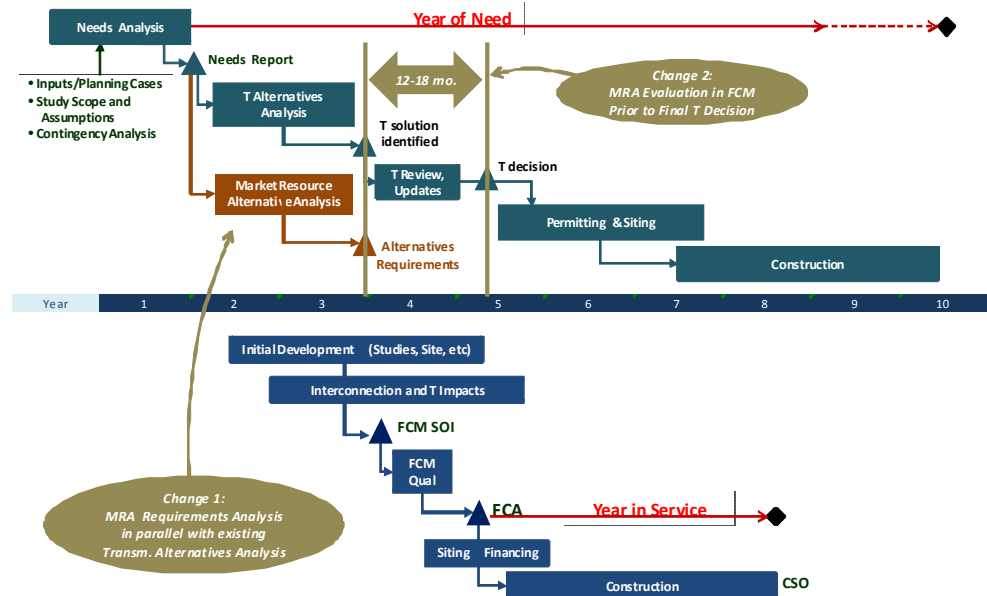 Year of Need
Needs Analysis
Needs Report
• Inputs/Planning Cases
• Study Scope and
Assumptions
• Contingency Analysis
T Alternatives
Analysis
12-18 mo.
Change 2:
MRA Evaluation in FCM
Prior to Final T Decision
T solution
identified
T Review,
Updates
T decision
Market Resource
Alternative Analysis
Permitting & Siting
Alternatives
Requirements
Construction
Year 1 2 3 4 5 6 7 8 9 10
Initial Development (Studies, Site, etc)
Interconnection and T Impacts
FCM SOI
FCM
Qual
Change 1:
MRA Requirements Analysis
in parallel with existing
Transm. Alternatives Analysis
FCA
Year in Service
Siting Financing
Construction
CSO